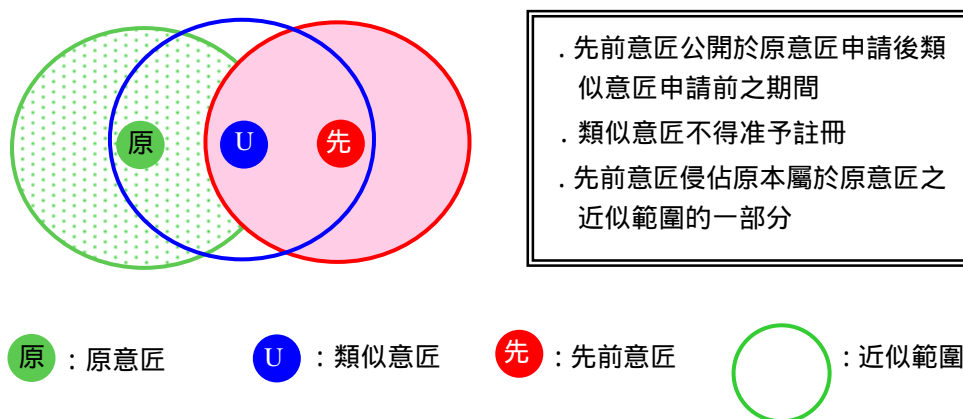 原
U
先
. 先前意匠公開於原意匠申請後類
似意匠申請前之期間
. 類似意匠不得准予註冊
. 先前意匠侵佔原本屬於原意匠之
近似範圍的一部分
原 : 原意匠
U : 類似意匠
先 : 先前意匠
: 近似範圍